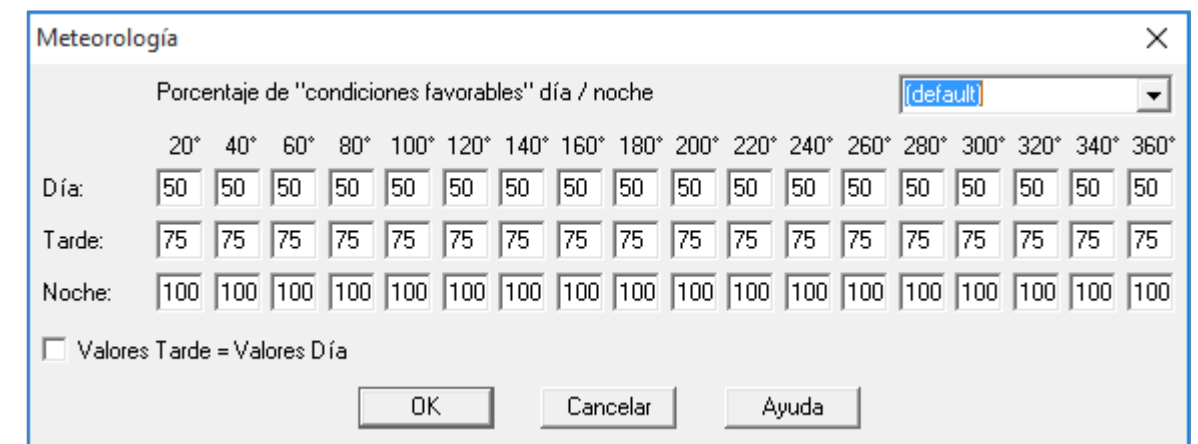 Meteorología
Porcentaje de "condiciones favorables" día / noche (default)
20° 40° 60° 80° 100° 120° 140° 160° 180° 200° 220° 240° 260° 280° 300° 320° 340° 360°
Día: 50 50 50 50 50 50 50 50 50 50 50 50 50 50 50 50 50 50
Tarde: 75 75 75 75 75 75 75 75 75 75 75 75 75 75 75 75 75 75
Noche: 100 100 100 100 100 100 100 100 100 100 100 100 100 100 100 100 100 100
Valores Tarde = Valores Día
OK Cancelar Ayuda